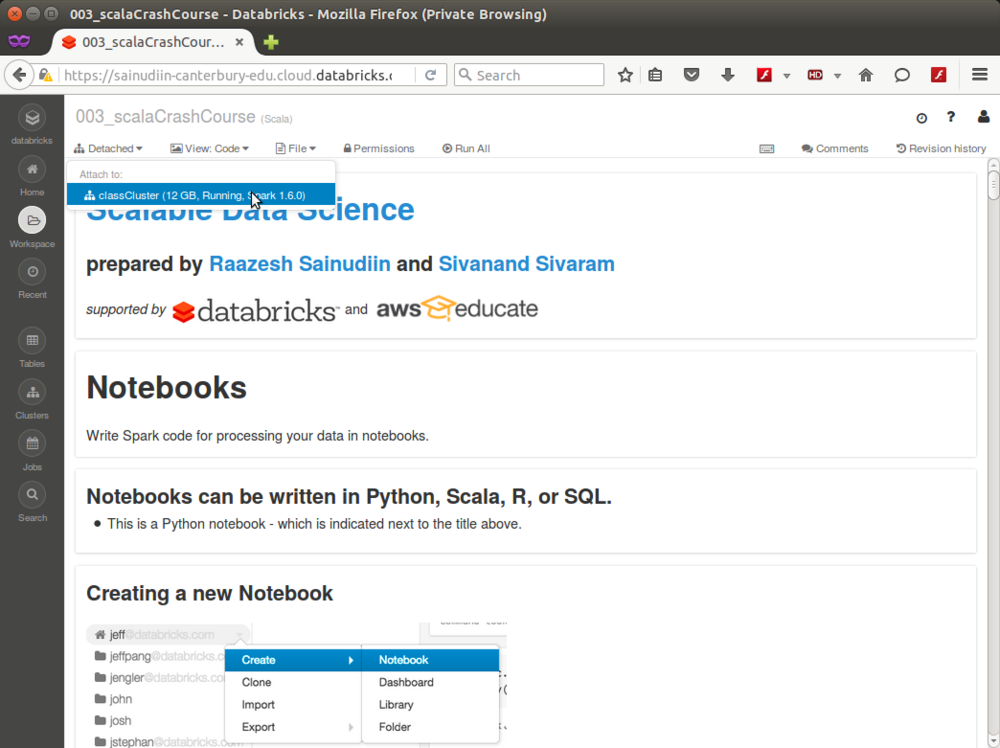 003_scalaCrashCourse - Databricks - Mozilla Firefox (Private Browsing)
003_scalaCrashCour...
https://sainudiin-canterbury-edu.cloud.databricks.c
Search
HD
databricks
Home
Workspace
Recent
Tables
Clusters
Jobs
Search
003_scalaCrashCourse (Scala)
Detached View: Code File Permissions Run All Comments Revision history
Attach to:
classCluster (12 GB, Running, Spark 1.6.0)
Scalable Data Science
prepared by Raazesh Sainudiin and Sivanand Sivaram
supported by databricks™ and aws educate
Notebooks
Write Spark code for processing your data in notebooks.
Notebooks can be written in Python, Scala, R, or SQL.
• This is a Python notebook - which is indicated next to the title above.
Creating a new Notebook
jeff@databricks.com
jeffpang@databricks.c
jengler@databricks.co
john
josh
jstephan@databricks.com
Create
Clone
Import
Export
Notebook
Dashboard
Library
Folder